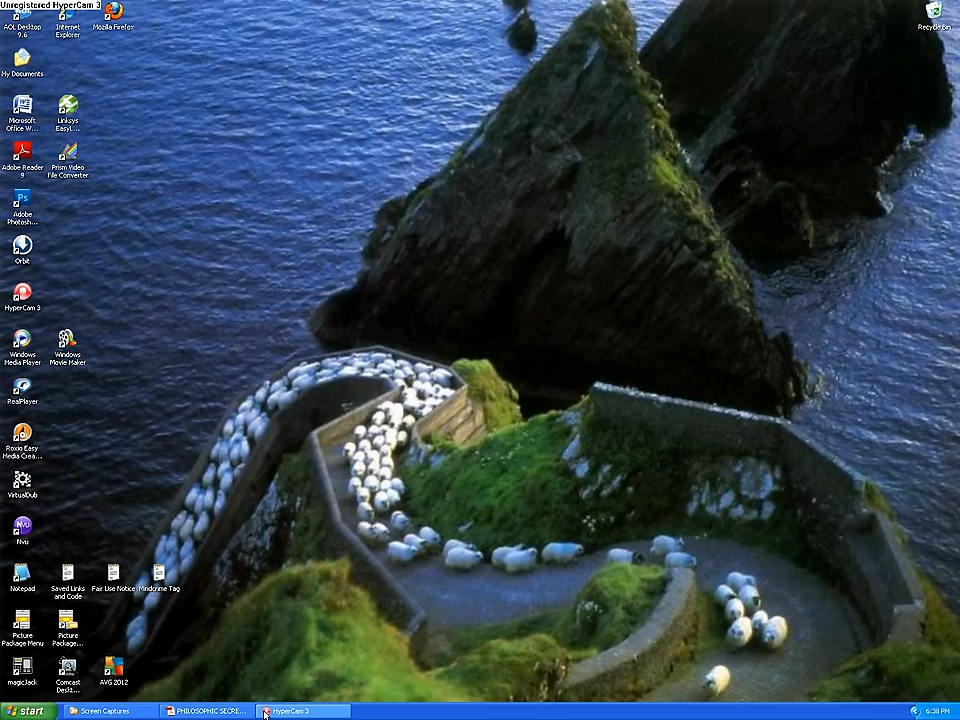 Unregistered HyperCam 3
AOL Desktop 9.6
Internet Explorer
Mozilla Firefox
Recycle Bin
My Documents
Microsoft Office W...
Linksys EasyL...
Adobe Reader 9
Prism Video File Converter
Adobe Photosh...
Orbit
HyperCam 3
Windows Media Player
Windows Movie Maker
RealPlayer
Roxio Easy Media Crea...
VirtualDub
Nvu
Notepad
Saved Links and Code
Fair Use Notice
Mindcrime Tag
Picture Package Menu
Picture Package...
magicJack
Comcast Deskt...
AVG 2012
start
Screen Captures
PHILOSOPHIC SECRE...
HyperCam 3
6:38 PM